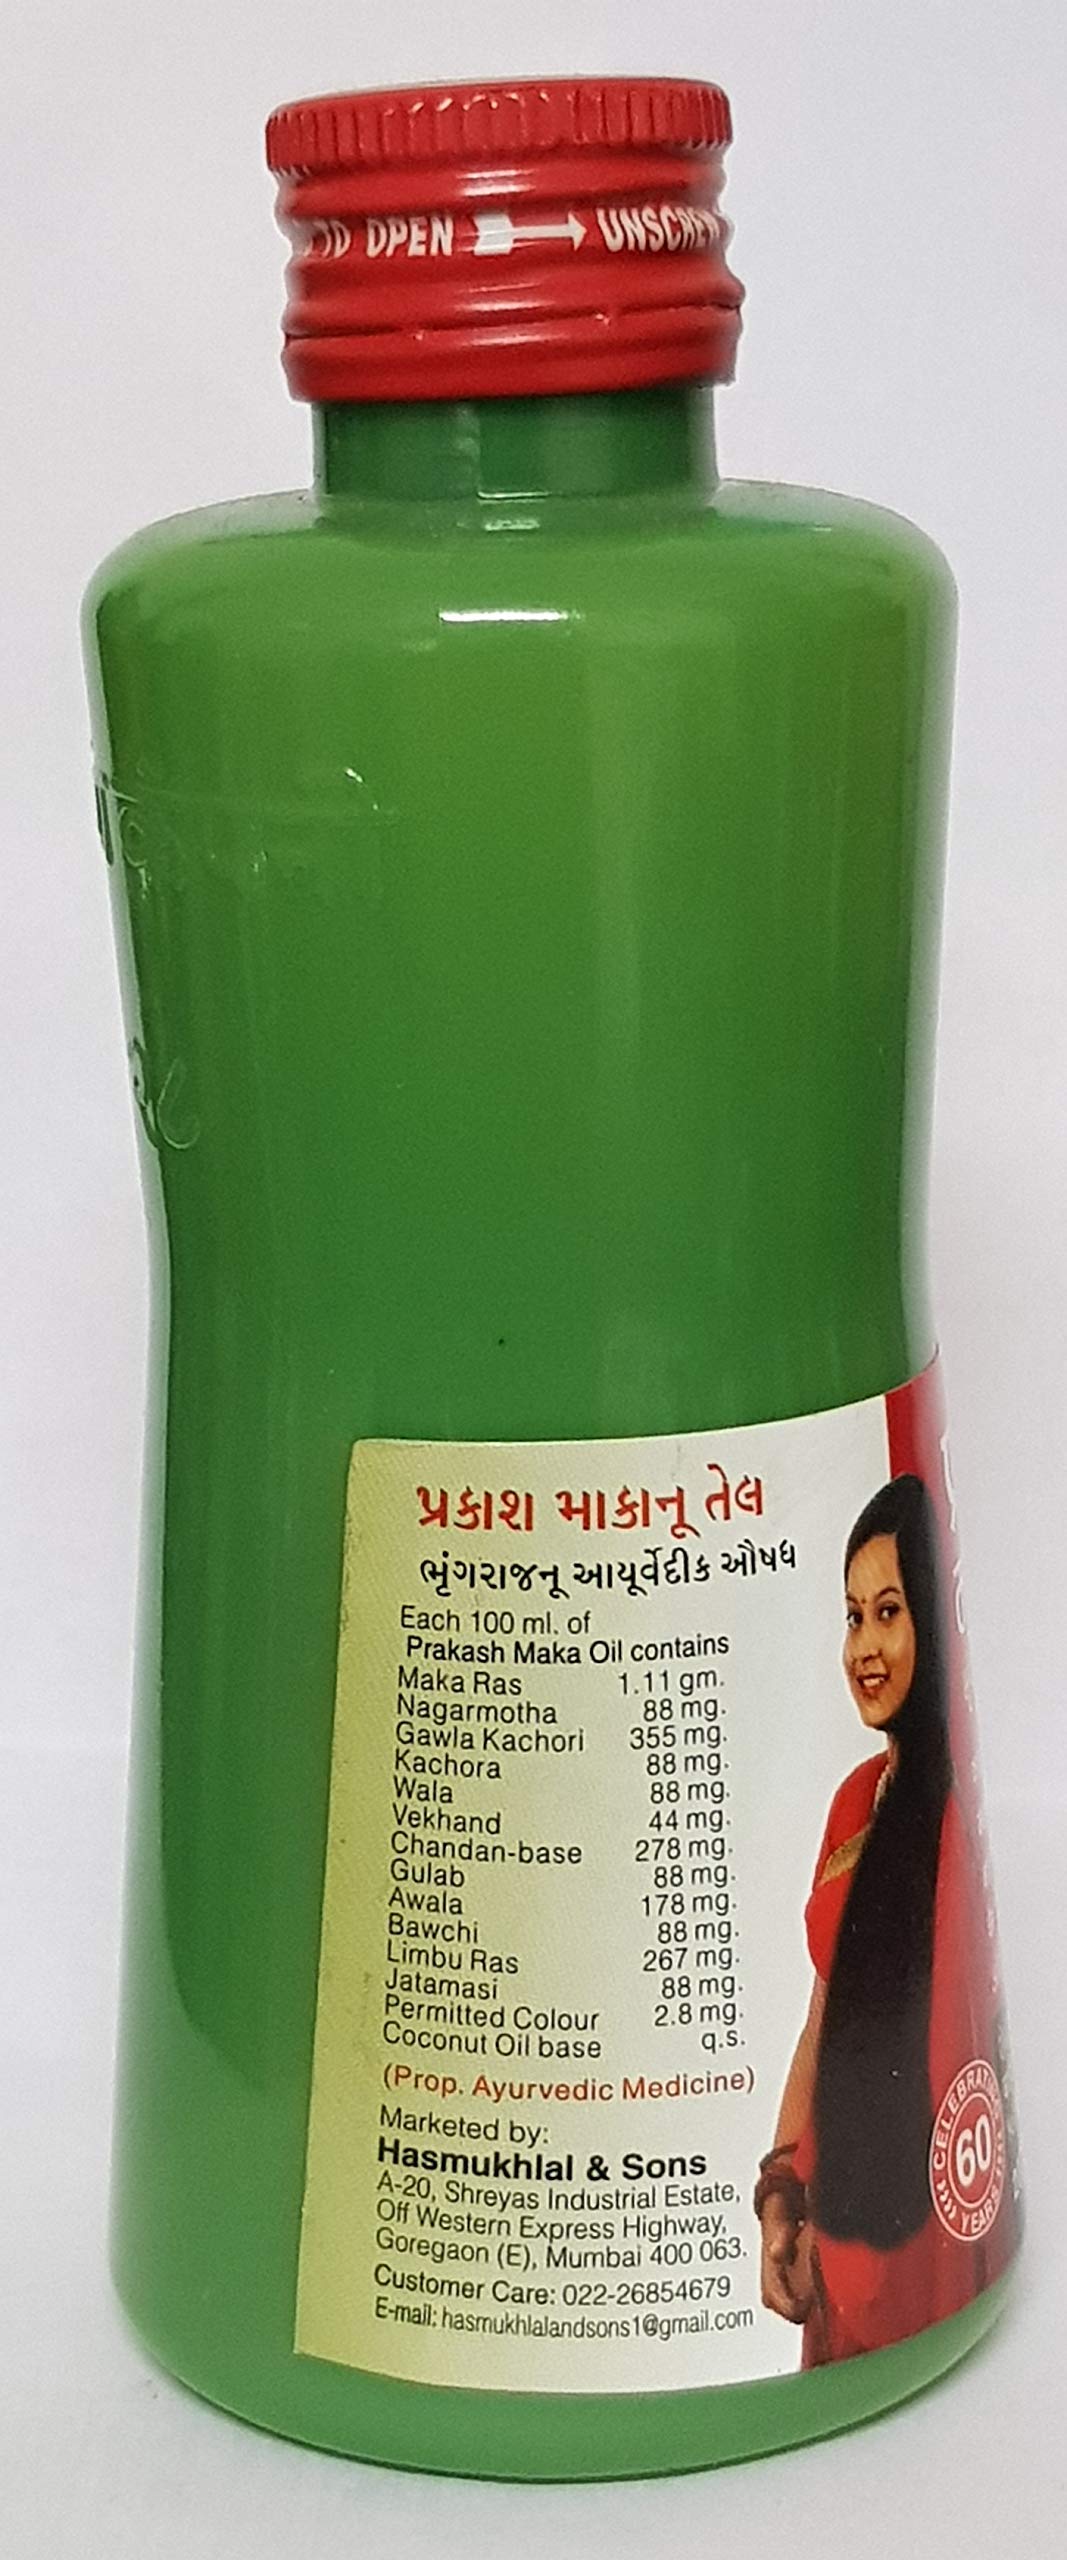 TO OPEN UNSCREW
પ્રકાશ માકાનૂ તેલ
ભૃંગરાજનૂ આયૂર્વેદીક ઔષધ
Each 100 ml. of
Prakash Maka Oil contains
Maka Ras 1.11 gm.
Nagarmotha 88 mg.
Gawla Kachori 355 mg.
Kachora 88 mg.
Wala 88 mg.
Vekhand 44 mg.
Chandan-base 278 mg.
Gulab 88 mg.
Awala 178 mg.
Bawchi 88 mg.
Limbu Ras 267 mg.
Jatamasi 88 mg.
Permitted Colour 2.8 mg.
Coconut Oil base q.s.
(Prop. Ayurvedic Medicine)
Marketed by:
Hasmukhlal & Sons
A-20, Shreyas Industrial Estate,
Off Western Express Highway,
Goregaon (E), Mumbai 400 063.
Customer Care: 022-26854679
E-mail: hasmukhlalandsons1@gmail.com
60
YEARS